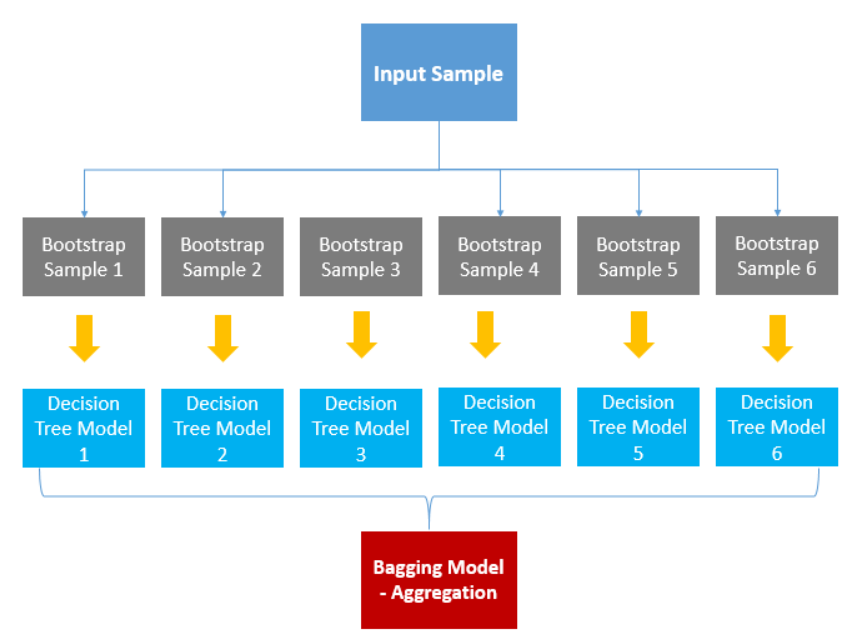 Input Sample
Bootstrap
Sample 1
Bootstrap
Sample 2
Bootstrap
Sample 3
Bootstrap
Sample 4
Bootstrap
Sample 5
Bootstrap
Sample 6
Decision
Tree Model
1
Decision
Tree Model
2
Decision
Tree Model
3
Decision
Tree Model
4
Decision
Tree Model
5
Decision
Tree Model
6
Bagging Model
- Aggregation